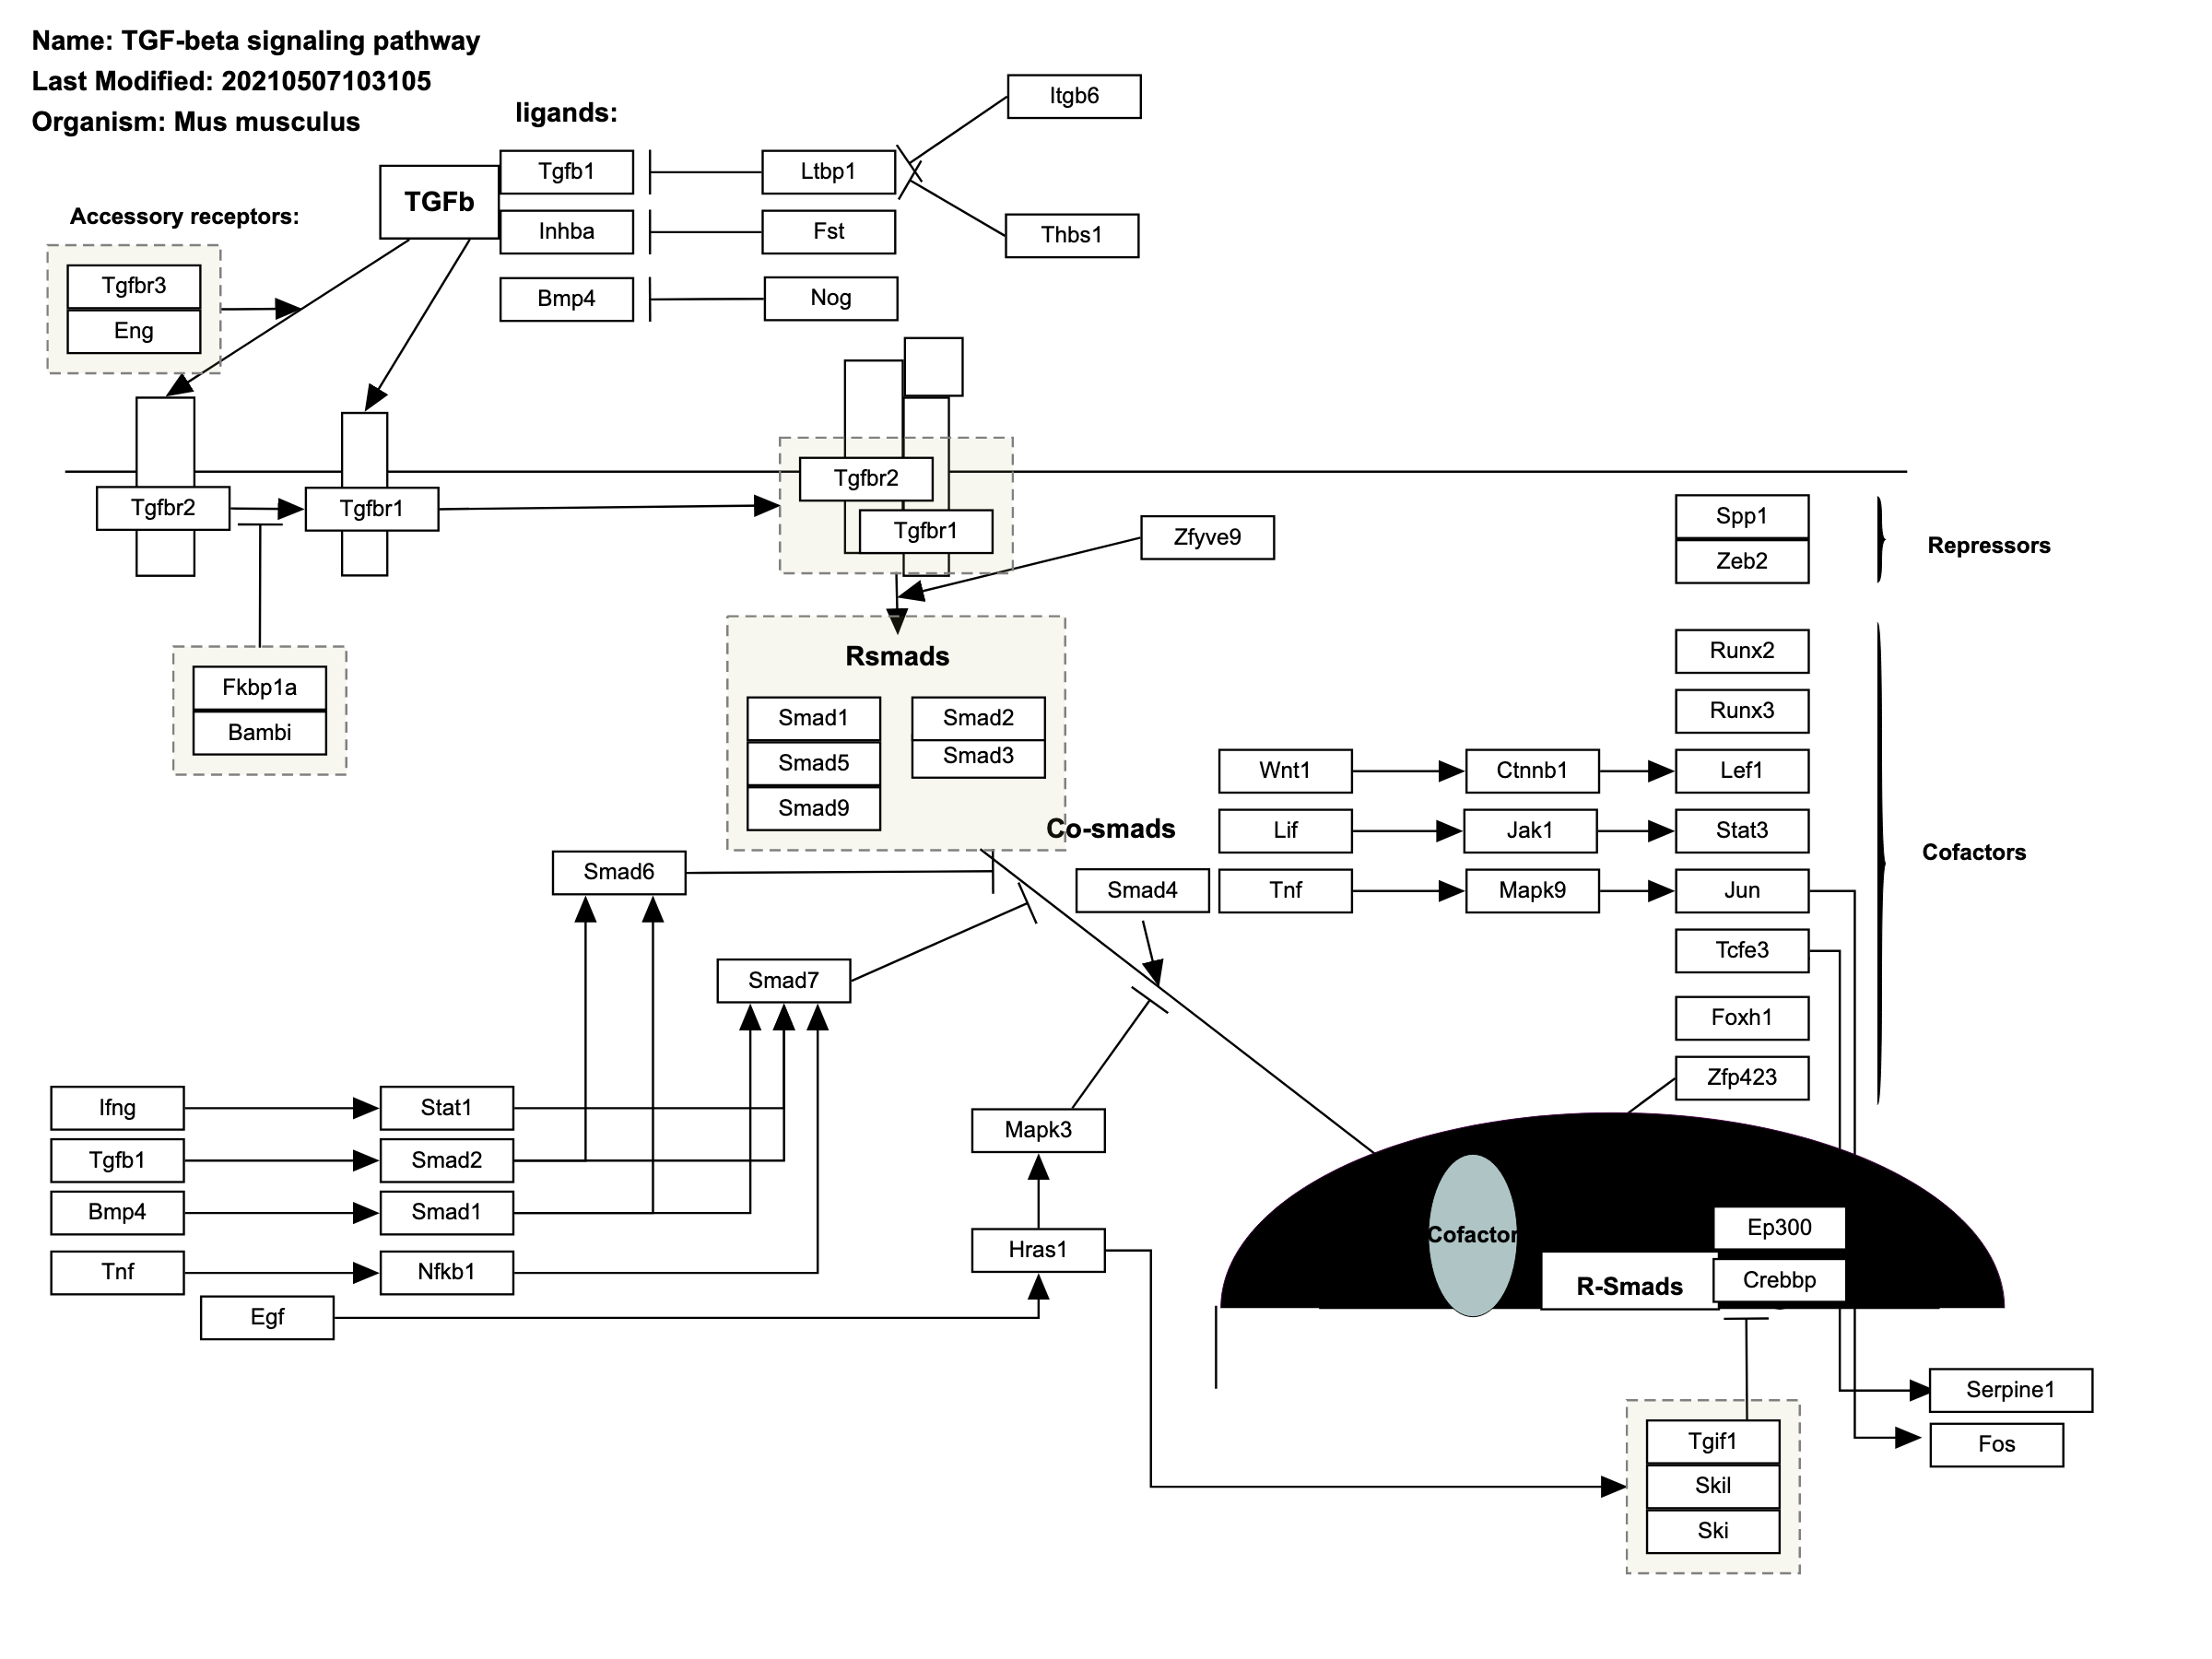 Name: TGF-beta signaling pathway
Last Modified: 20210507103105
Organism: Mus musculus
ligands:
Itgb6
TGFb
Tgfb1
Ltbp1
Inhba
Fst
Thbs1
Bmp4
Nog
Accessory receptors:
Tgfbr3
Eng
Tgfbr2
Tgfbr1
Tgfbr2
Tgfbr1
Zfyve9
Fkbp1a
Bambi
Rsmads
Smad1
Smad2
Smad5
Smad3
Smad9
Co-smads
Smad4
Smad6
Smad7
Spp1
Zeb2
Repressors
Runx2
Runx3
Wnt1
Ctnnb1
Lef1
Lif
Jak1
Stat3
Cofactors
Tnf
Mapk9
Jun
Tcfe3
Foxh1
Zfp423
Ifng
Stat1
Tgfb1
Smad2
Bmp4
Smad1
Tnf
Nfkb1
Egf
Mapk3
Hras1
Cofactor
Ep300
R-Smads
Crebbp
Serpine1
Fos
Tgif1
Skil
Ski